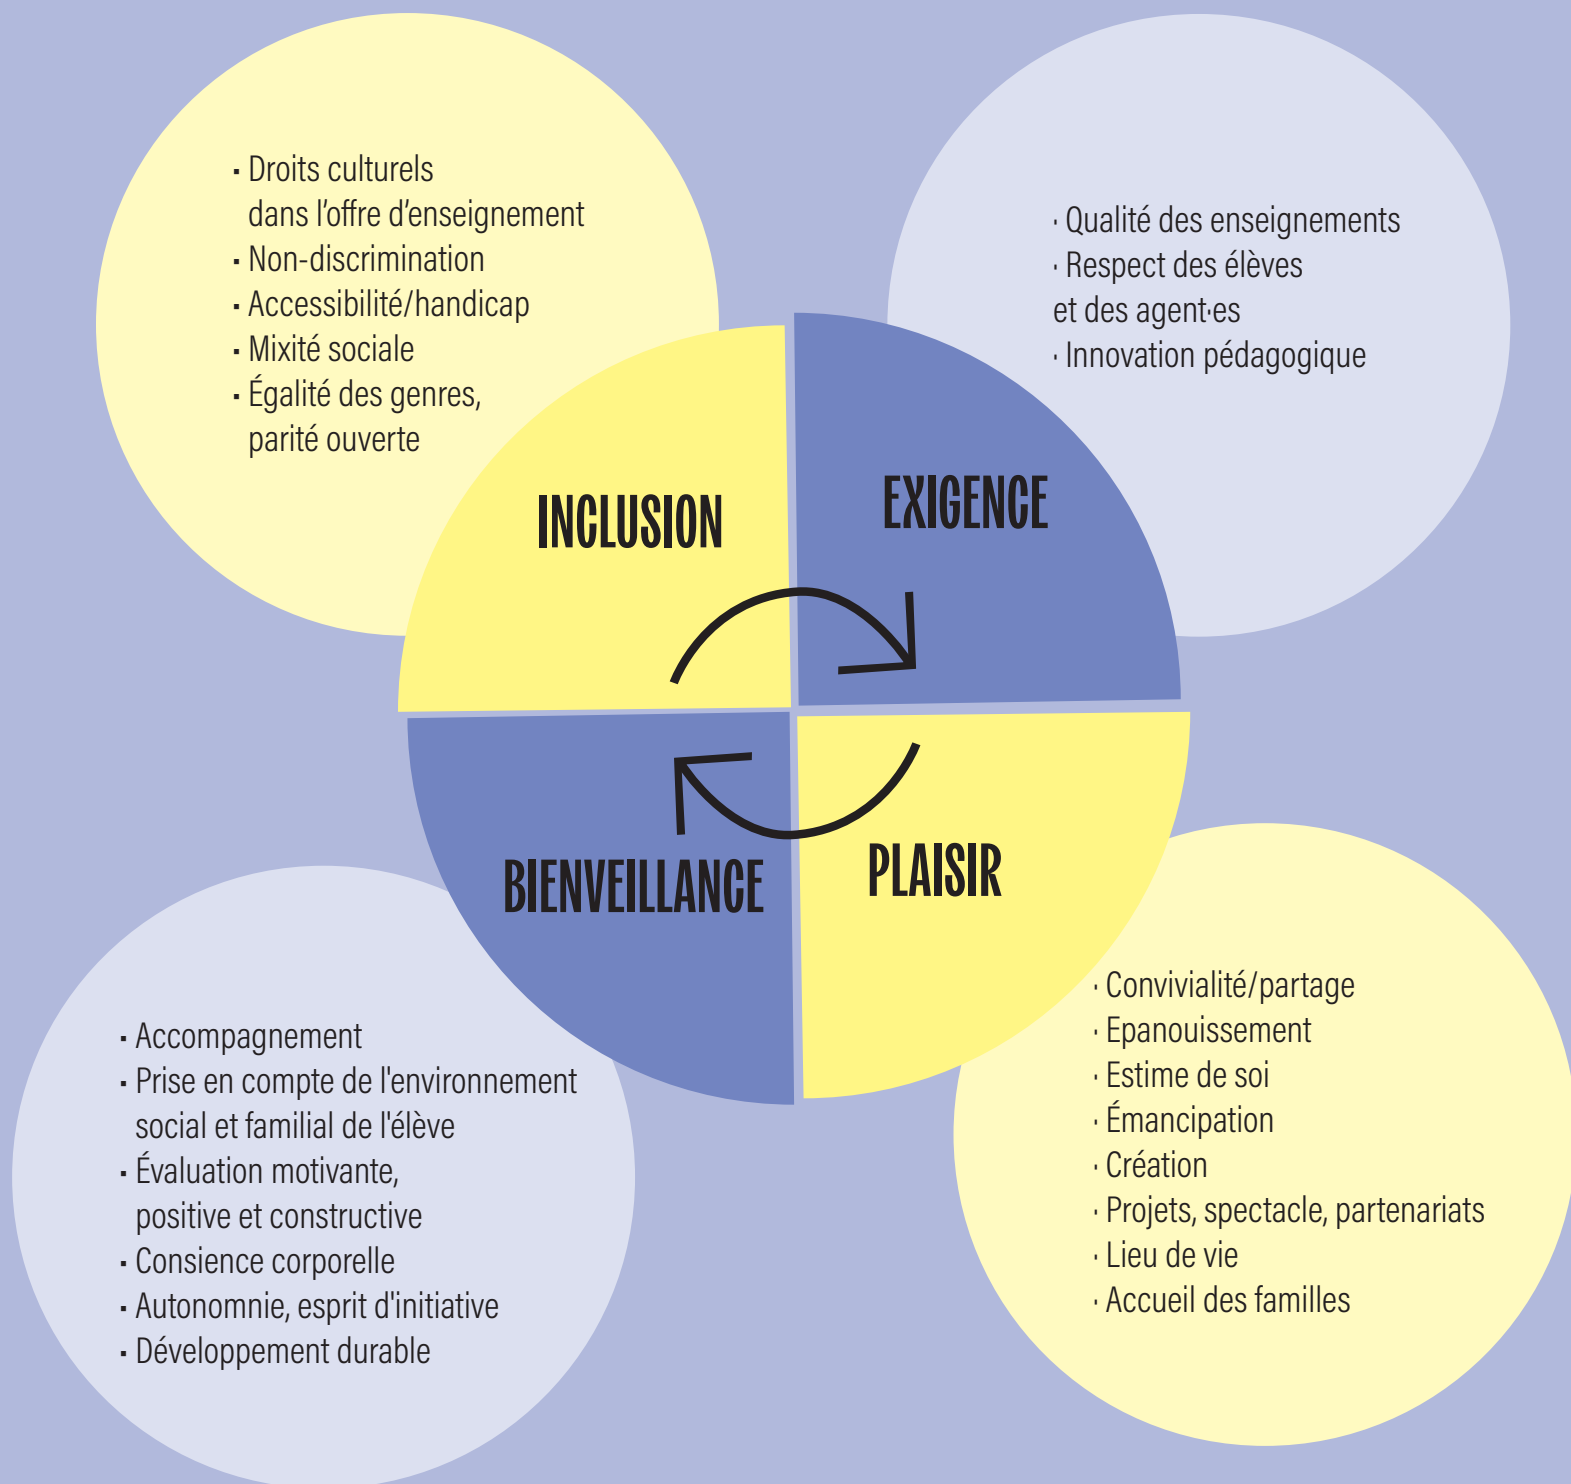 · Droits culturels
dans l’offre d’enseignement
· Non-discrimination
· Accessibilité/handicap
· Mixité sociale
· Égalité des genres,
parité ouverte
INCLUSION
· Qualité des enseignements
· Respect des élèves
et des agent·es
· Innovation pédagogique
EXIGENCE
BIENVEILLANCE
· Accompagnement
· Prise en compte de l'environnement
social et familial de l'élève
· Évaluation motivante,
positive et constructive
· Consience corporelle
· Autonomnie, esprit d'initiative
· Développement durable
PLAISIR
· Convivialité/partage
· Epanouissement
· Estime de soi
· Émancipation
· Création
· Projets, spectacle, partenariats
· Lieu de vie
· Accueil des familles